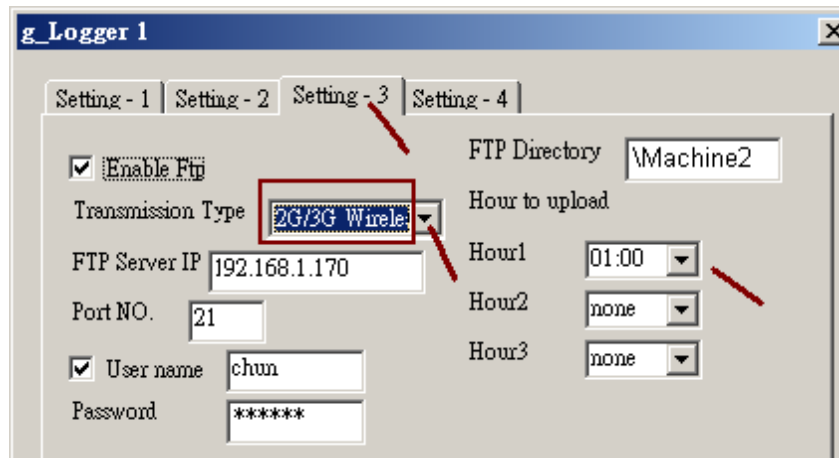 g_Logger 1
Setting - 1 Setting - 2 Setting - 3 Setting - 4
Enable Ftp
Transmission Type 2G/3G Wirele
FTP Server IP 192.168.1.170
Port NO. 21
User name chun
Password ******
FTP Directory \Machine2
Hour to upload
Hour1 01:00
Hour2 none
Hour3 none